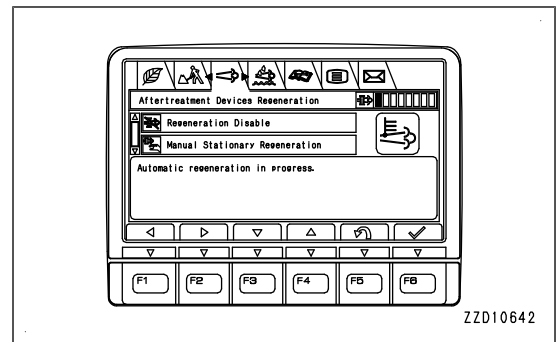 Aftertreatment Devices Regeneration
Regeneration Disable
Manual Stationary Regeneration
Automatic regeneration in progress.
F1 F2 F3 F4 F5 F6
ZZD10642